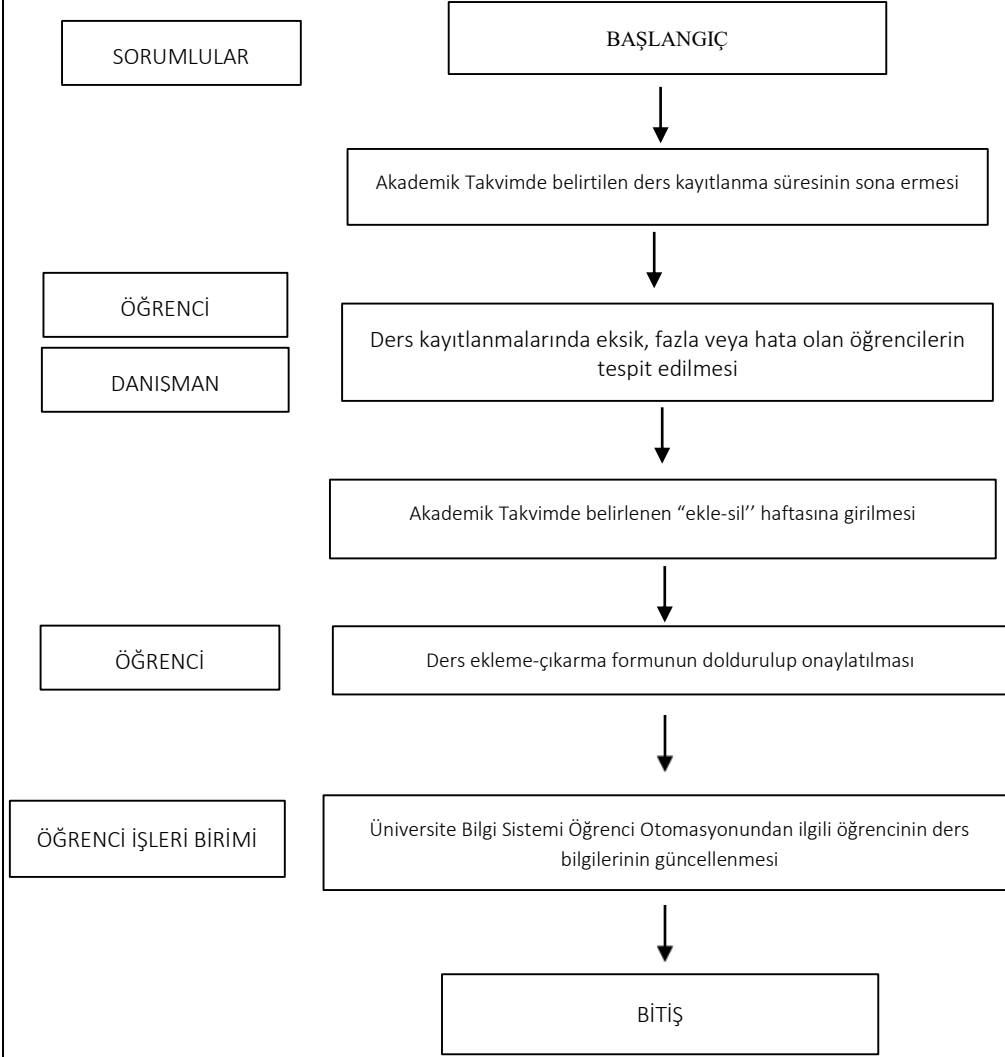 SORUMLULAR
BAŞLANGIÇ
Akademik Takvimde belirtilen ders kayıtlanma süresinin sona ermesi
ÖĞRENCİ
DANISMAN
Ders kayıtlanmalarında eksik, fazla veya hata olan öğrencilerin
tespit edilmesi
Akademik Takvimde belirlenen “ekle-sil’’ haftasına girilmesi
ÖĞRENCİ
Ders ekleme-çıkarma formunun doldurulup onaylatılması
ÖĞRENCİ İŞLERİ BİRİMİ
Üniversite Bilgi Sistemi Öğrenci Otomasyonundan ilgili öğrencinin ders
bilgilerinin güncellenmesi
BİTİŞ